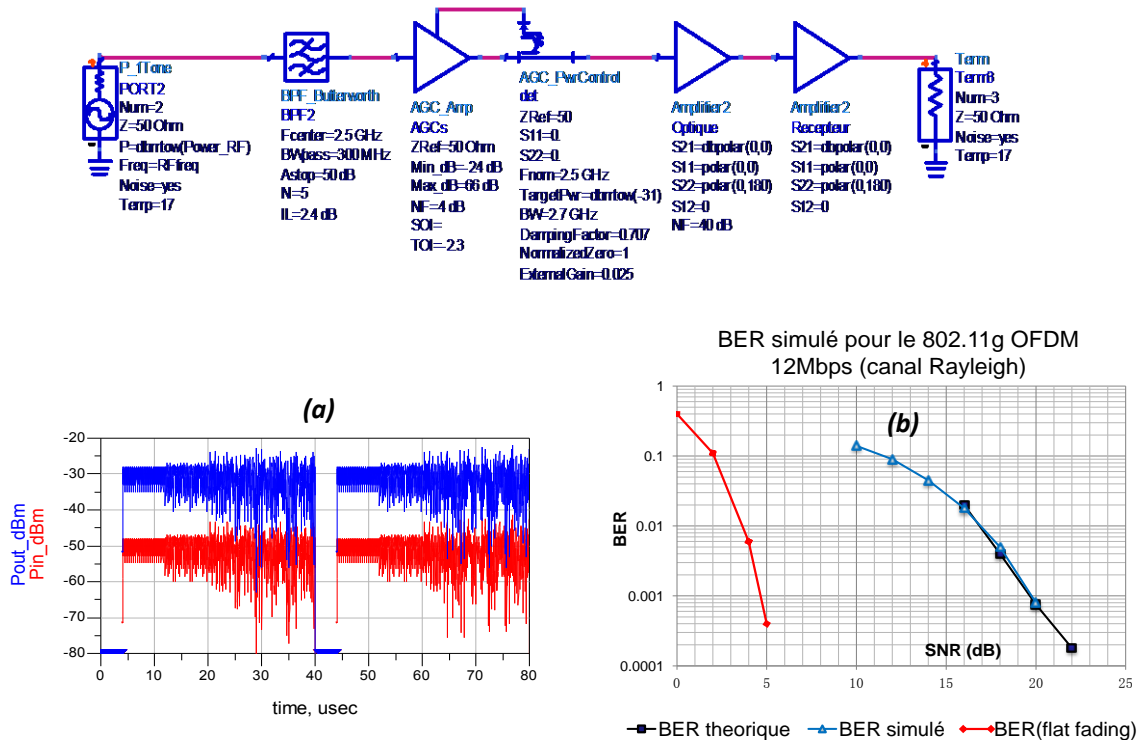 P_1Tone
PORT2
Num=2
Z=50 Ohm
P=dbmtow(Power_RF)
Freq=RFfreq
Noise=yes
Temp=17
BPF_Butterworth
BPF2
Fcenter=2.5 GHz
BWpass=300 MHz
Astop=50 dB
N=5
IL=2.4 dB
AGC_Amp
AGCs
ZRef=50 Ohm
Min_dB=-24 dB
Max_dB=66 dB
NF=4 dB
SOI=
TOI=-2.3
AGC_PwrControl
det
ZRef=50
S11=0.
S22=0.
Fnom=2.5 GHz
TargetPwr=dbmtow(-31)
BW=2.7 GHz
DampingFactor=0.707
NormalizedZero=1
ExternalGain=0.025
Amplifier2
Optique
S21=dbpolar(0,0)
S11=polar(0,0)
S22=polar(0,180)
S12=0
NF=40 dB
Amplifier2
Recepteur
S21=dbpolar(0,0)
S11=polar(0,0)
S22=polar(0,180)
S12=0
Term
Term8
Num=3
Z=50 Ohm
Noise=yes
Temp=17
(a)
Pout_dBm
Pin_dBm
-20
-30
-40
-50
-60
-70
-80
0 10 20 30 40 50 60 70 80
time, usec
BER simulé pour le 802.11g OFDM
12Mbps (canal Rayleigh)
(b)
BER
1
0.1
0.01
0.001
0.0001
SNR (dB)
0 5 10 15 20 25
BER theorique BER simulé BER(flat fading)